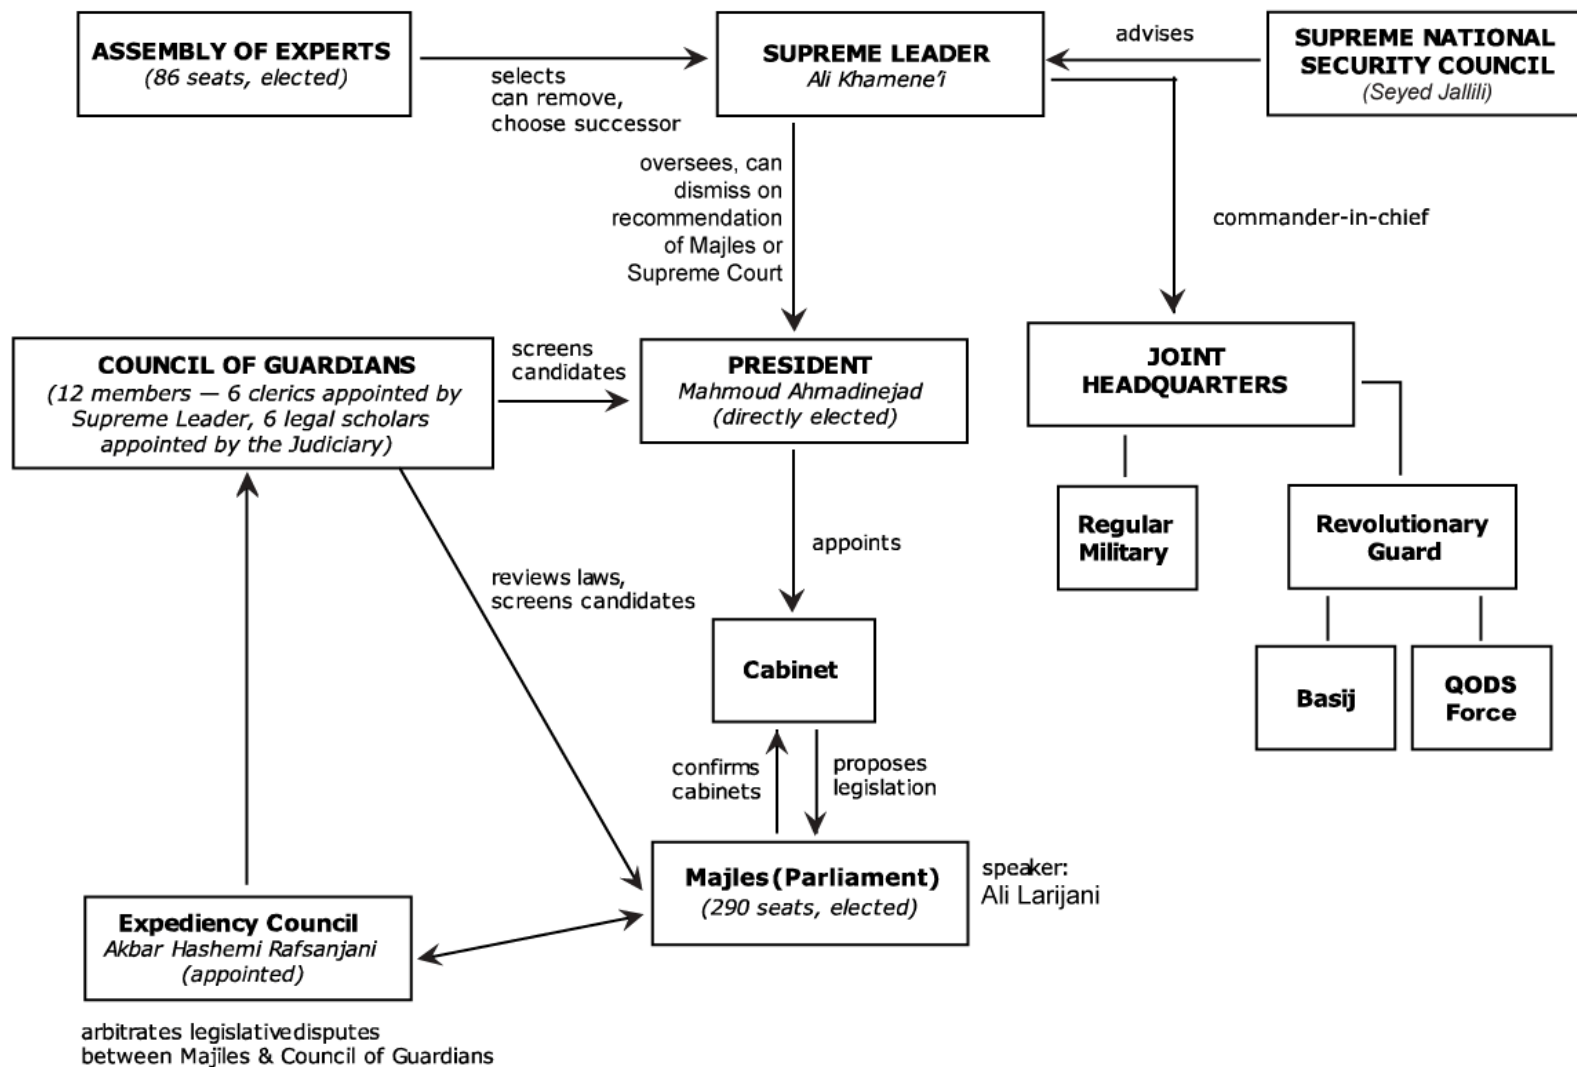 ASSEMBLY OF EXPERTS
(86 seats, elected)
selects
can remove,
choose successor
SUPREME LEADER
Ali Khamene'i
advises
SUPREME NATIONAL
SECURITY COUNCIL
(Seyed Jallili)
oversees, can
dismiss on
recommendation
of Majles or
Supreme Court
commander-in-chief
COUNCIL OF GUARDIANS
(12 members — 6 clerics appointed by
Supreme Leader, 6 legal scholars
appointed by the Judiciary)
screens
candidates
PRESIDENT
Mahmoud Ahmadinejad
(directly elected)
JOINT
HEADQUARTERS
Regular
Military
Revolutionary
Guard
appoints
reviews laws,
screens candidates
Cabinet
Basij
QODS
Force
confirms
cabinets
proposes
legislation
Majles (Parliament)
(290 seats, elected)
speaker:
Ali Larijani
Expediency Council
Akbar Hashemi Rafsanjani
(appointed)
arbitrates legislativedisputes
between Majiles & Council of Guardians